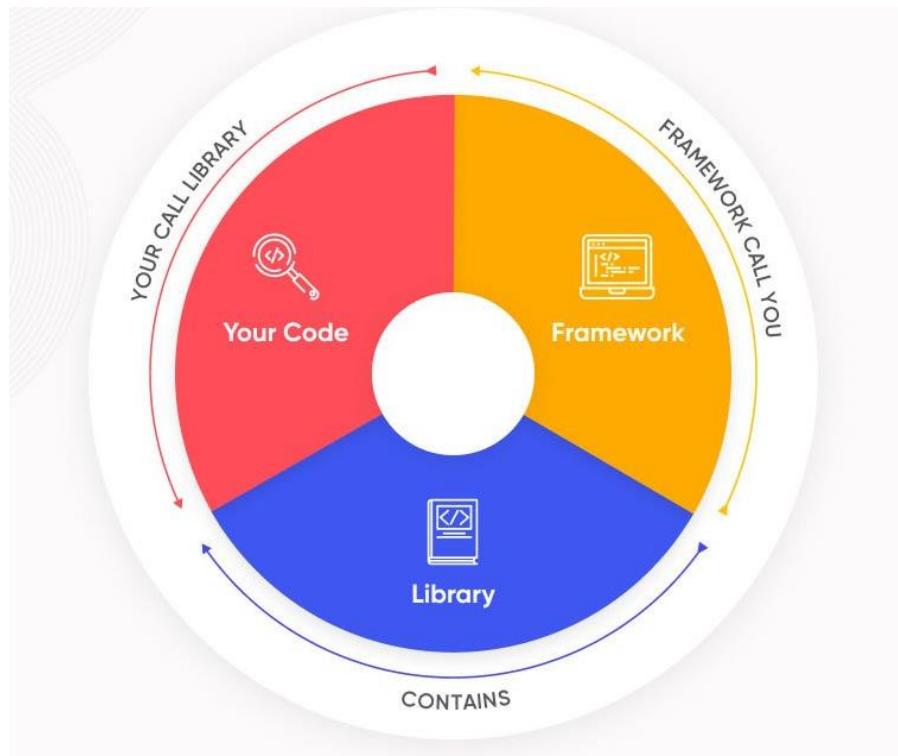 YOUR CALL LIBRARY
FRAMEWORK CALL YOU
</>
Your Code
</>
Framework
</>
Library
CONTAINS